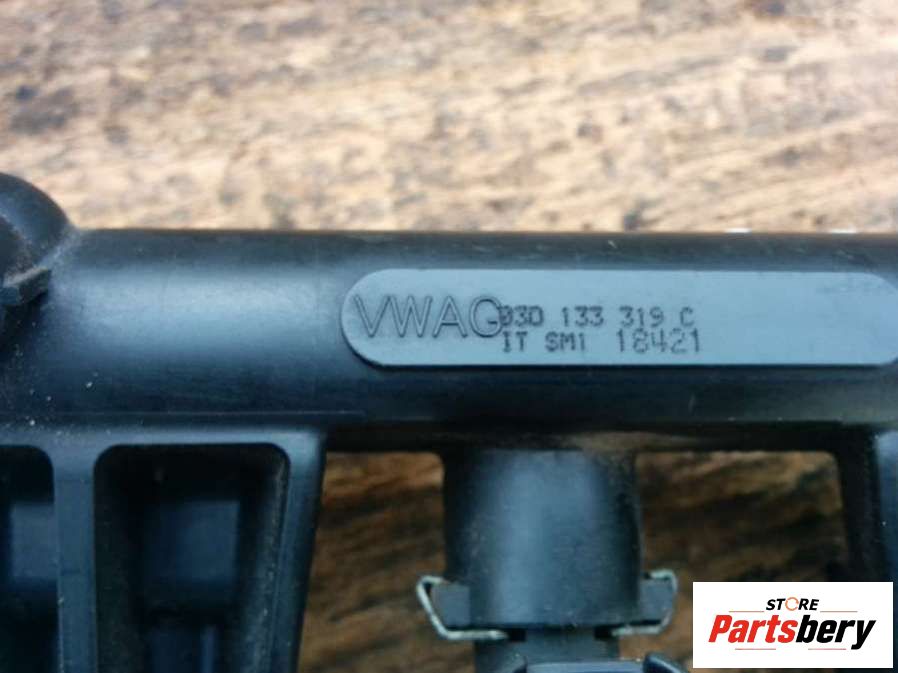 VWAG 03D 133 319 C
IT SM1 18421
STORE
Partsbery